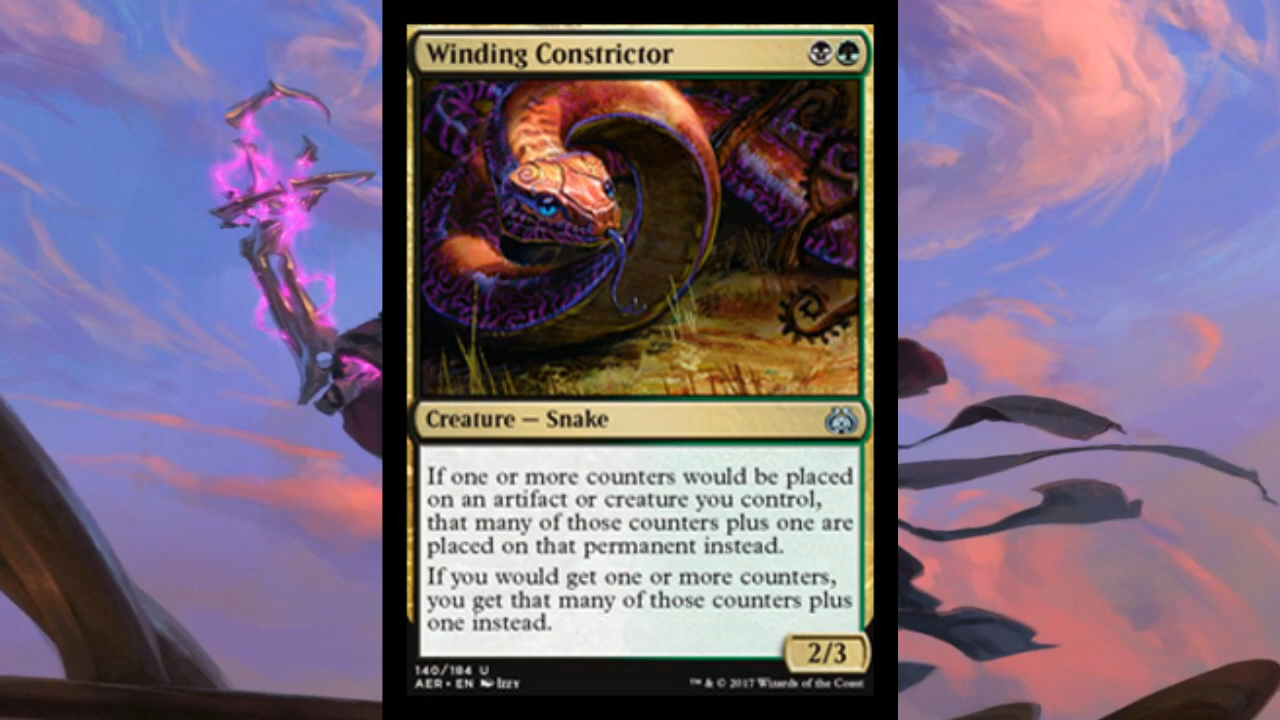 Winding Constrictor
Creature — Snake
If one or more counters would be placed
on an artifact or creature you control,
that many of those counters plus one are
placed on that permanent instead.
If you would get one or more counters,
you get that many of those counters plus
one instead.
2/3
140/184 U
AER • EN Izzy
™ & © 2017 Wizards of the Coast